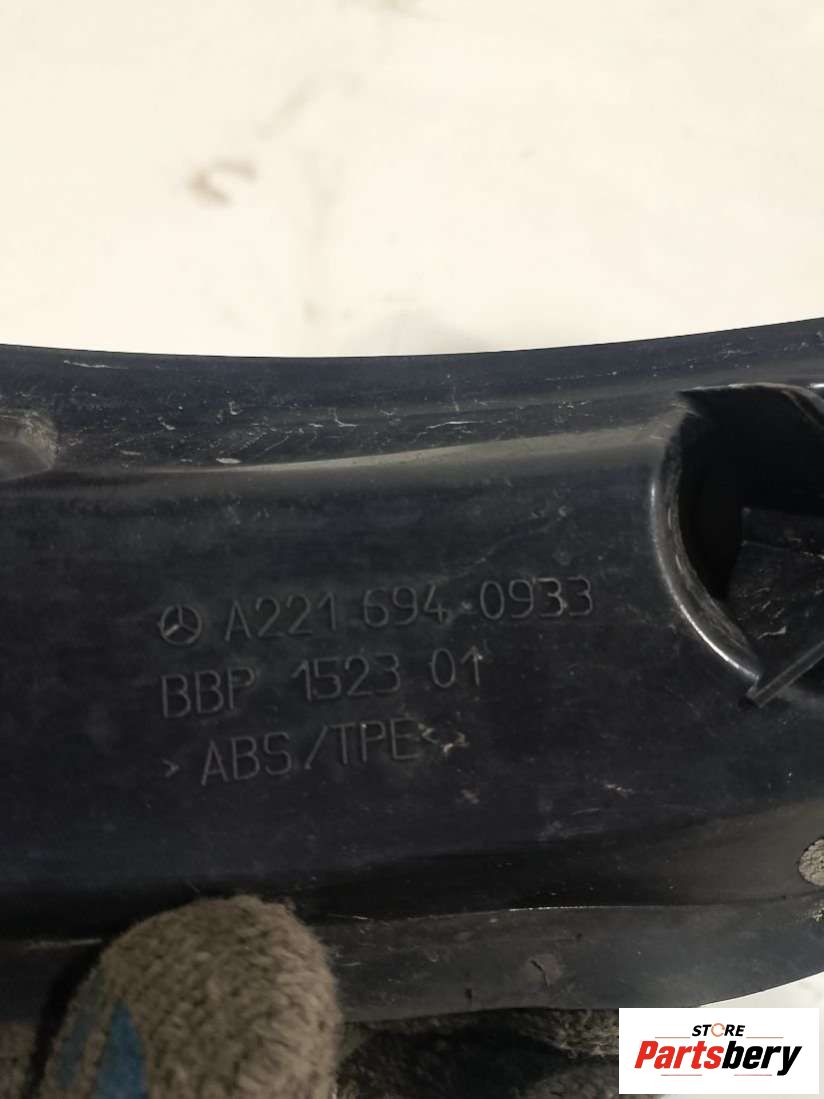 A221 694 0933
BBP 1523 01
>ABS/TPE<
STORE
Partsbery